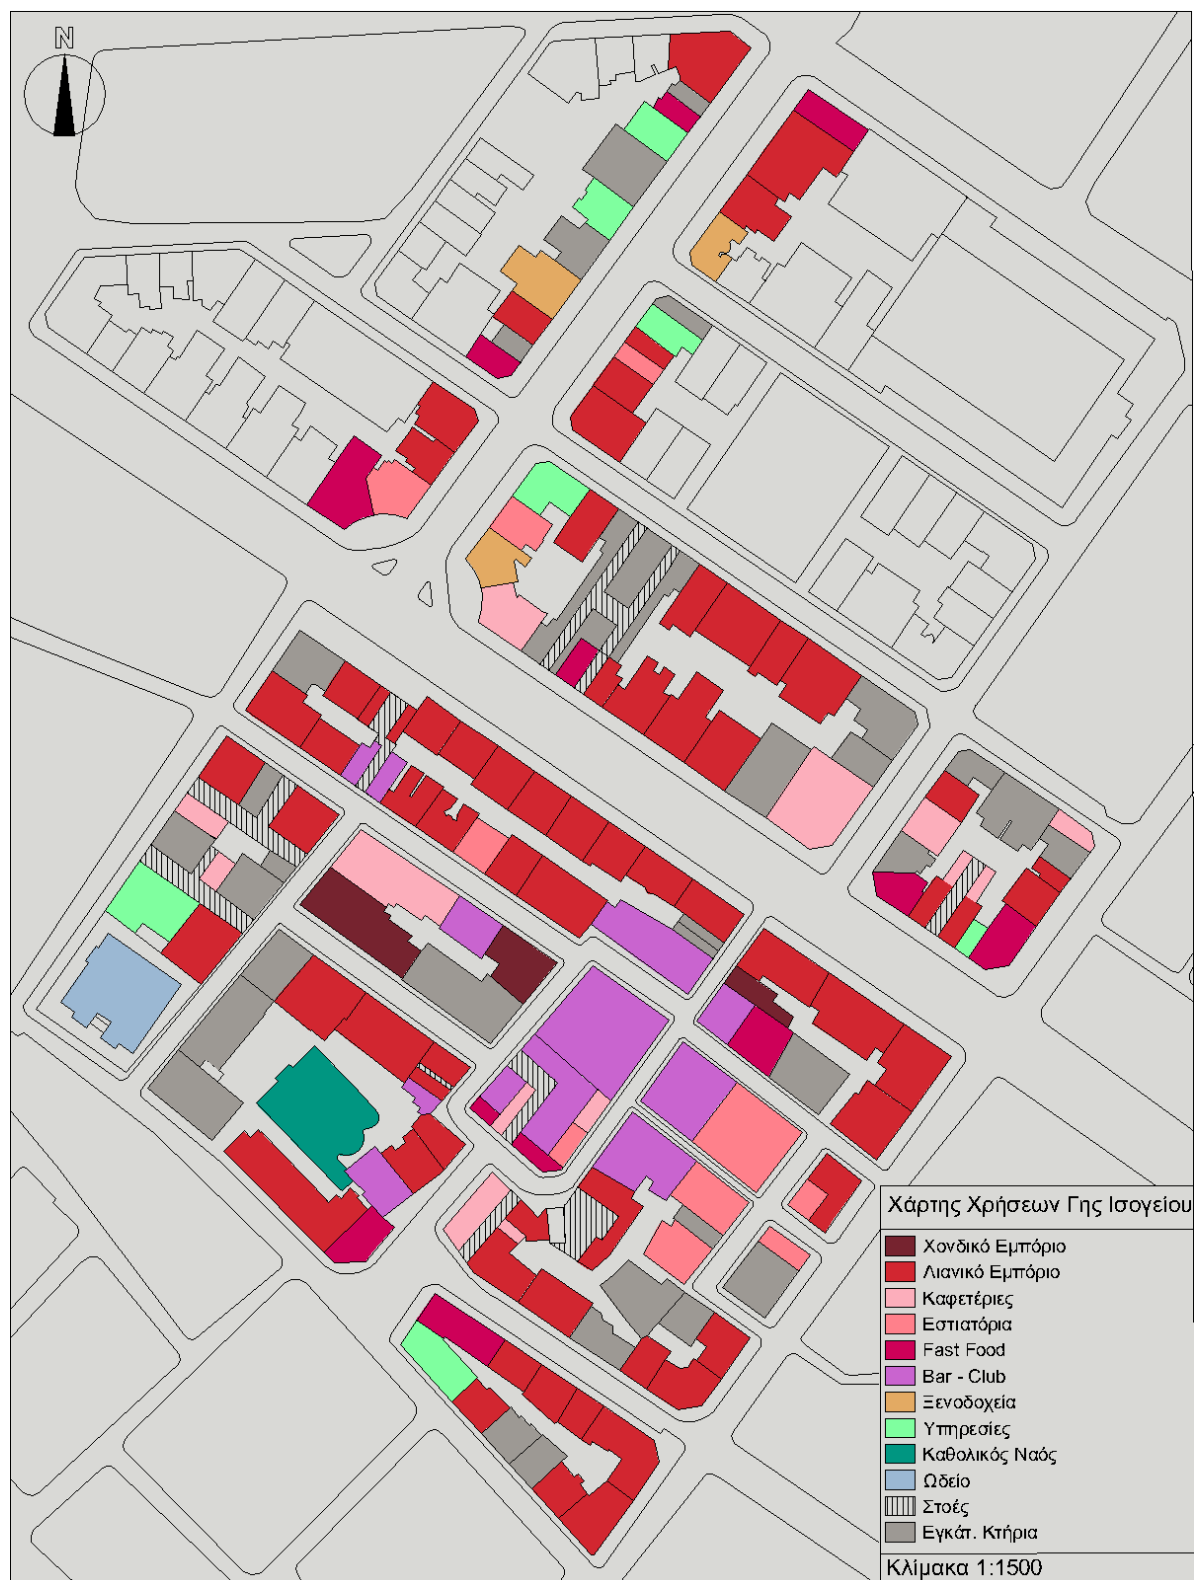 N
Χάρτης Χρήσεων Γης Ισογείου
Χονδικό Εμπόριο
Λιανικό Εμπόριο
Καφετέριες
Εστιατόρια
Fast Food
Bar - Club
Ξενοδοχεία
Υπηρεσίες
Καθολικός Ναός
Ωδείο
Στοές
Εγκάτ. Κτήρια
Κλίμακα 1:1500